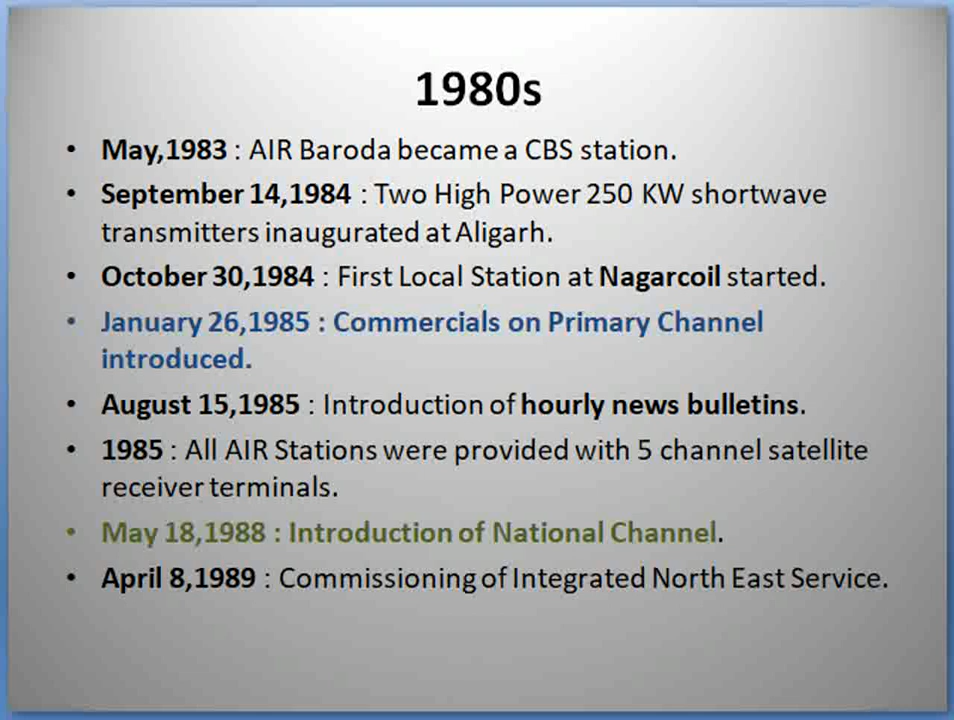 1980s
• May,1983 : AIR Baroda became a CBS station.
• September 14,1984 : Two High Power 250 KW shortwave
transmitters inaugurated at Aligarh.
• October 30,1984 : First Local Station at Nagarcoil started.
• January 26,1985 : Commercials on Primary Channel
introduced.
• August 15,1985 : Introduction of hourly news bulletins.
• 1985 : All AIR Stations were provided with 5 channel satellite
receiver terminals.
• May 18,1988 : Introduction of National Channel.
• April 8,1989 : Commissioning of Integrated North East Service.